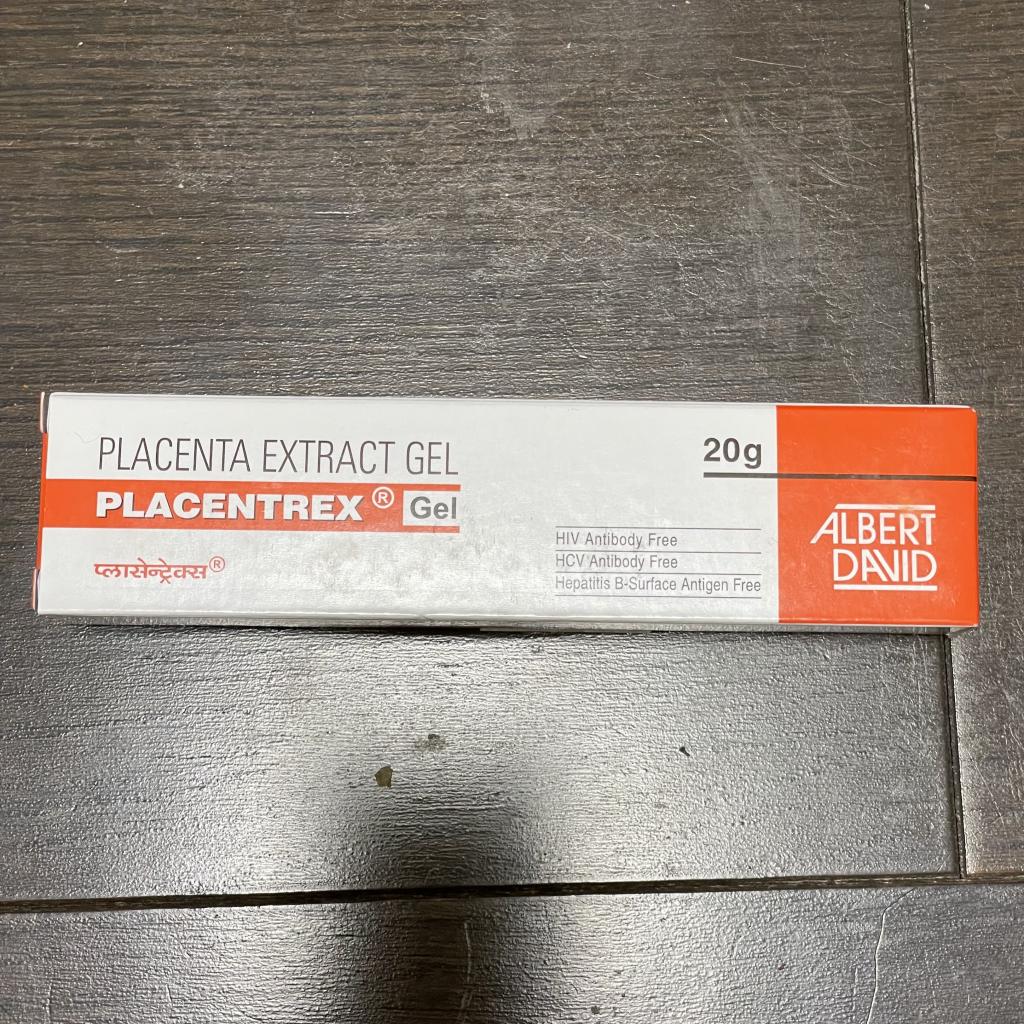 PLACENTA EXTRACT GEL
PLACENTREX® Gel
प्लासेन्ट्रेक्स®
20g
HIV Antibody Free
HCV Antibody Free
Hepatitis B-Surface Antigen Free
ALBERT
DAVID